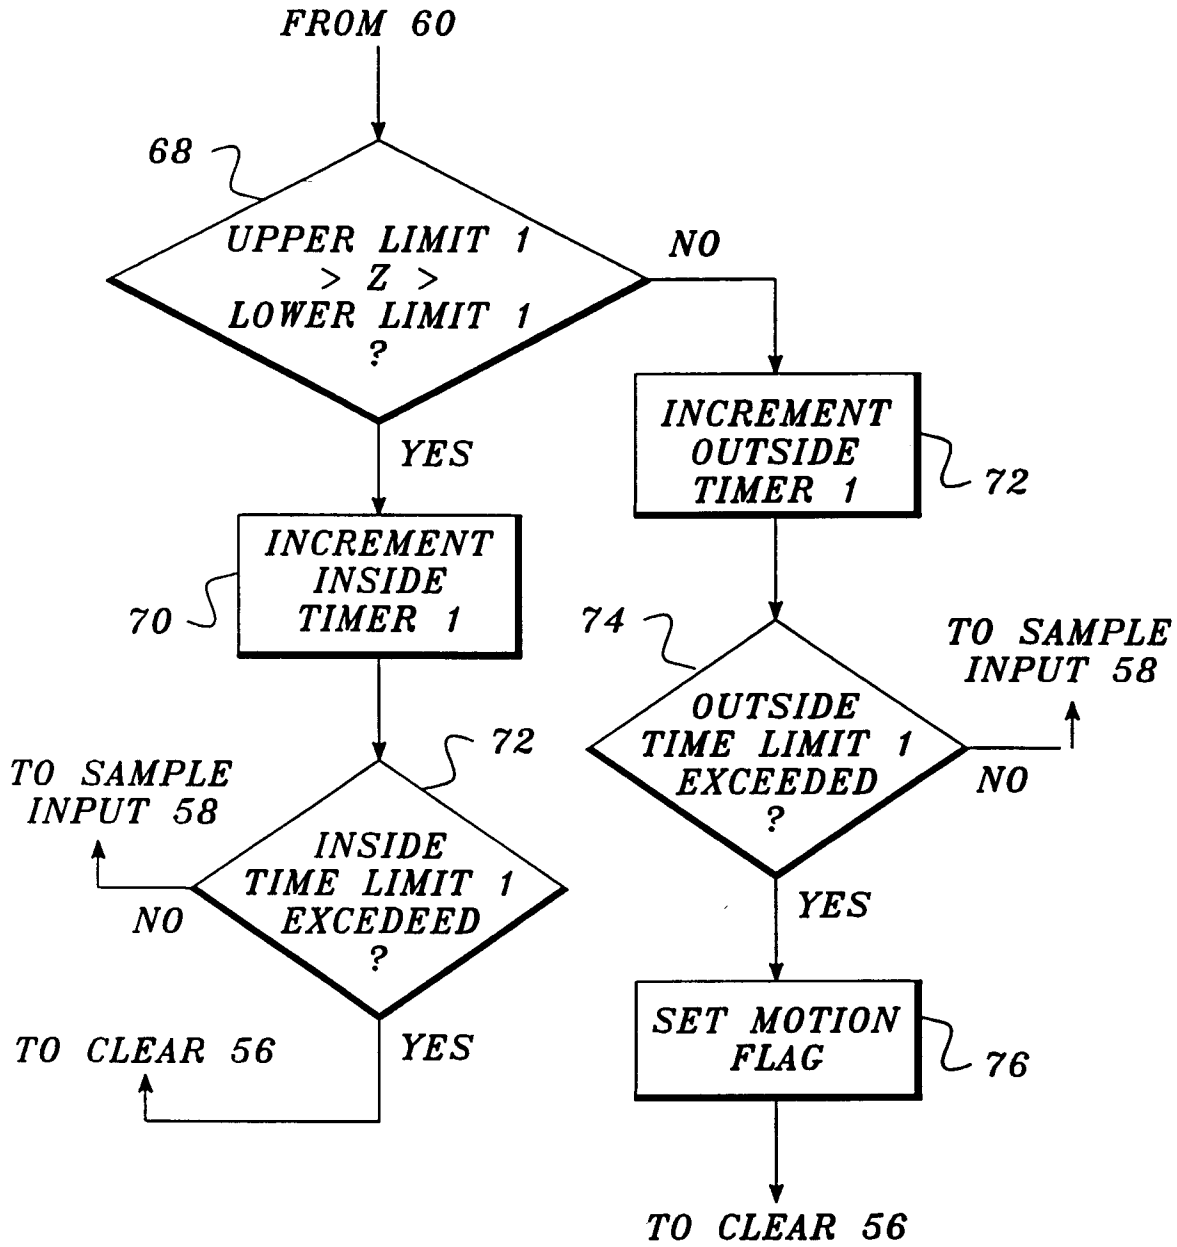 FROM 60
68
UPPER LIMIT 1
> Z >
LOWER LIMIT 1
?
NO
YES
INCREMENT
OUTSIDE
TIMER 1
72
INCREMENT
INSIDE
TIMER 1
70
74
TO SAMPLE
INPUT 58
OUTSIDE
TIME LIMIT 1
EXCEEDED
?
NO
72
TO SAMPLE
INPUT 58
INSIDE
TIME LIMIT 1
EXCEDEED
?
NO
YES
YES
SET MOTION
FLAG
76
TO CLEAR 56
TO CLEAR 56